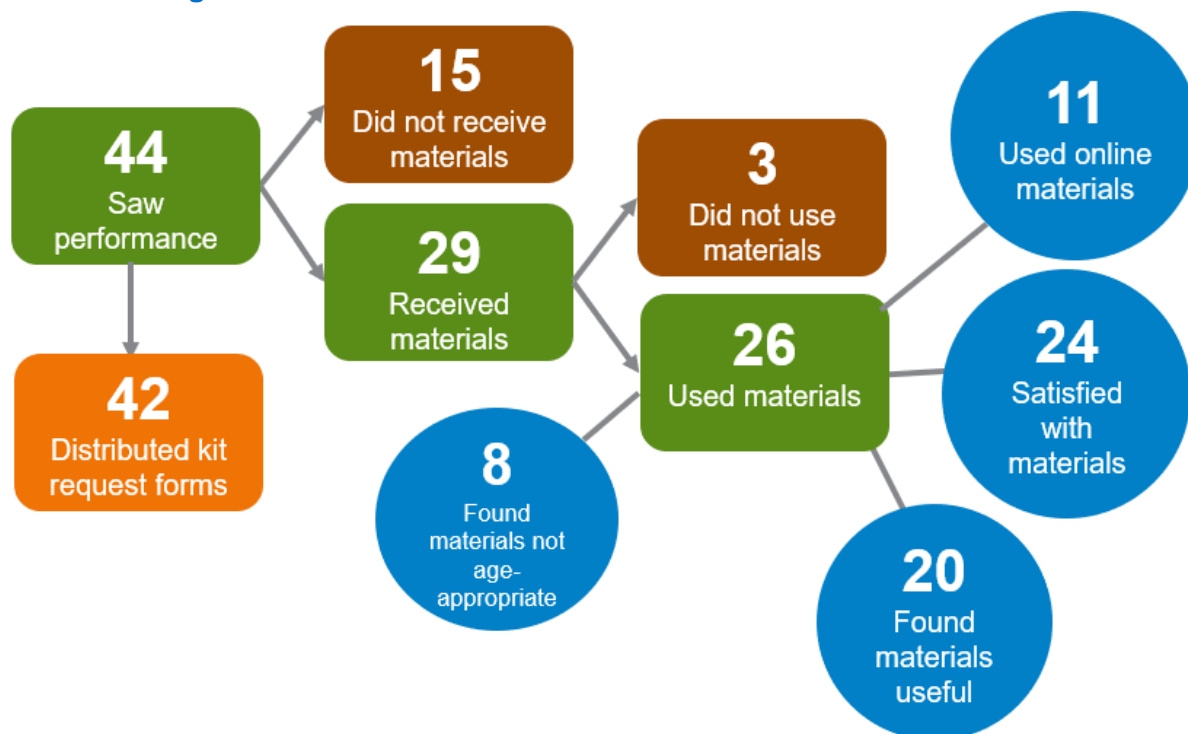 44
Saw
performance
15
Did not receive
materials
29
Received
materials
42
Distributed kit
request forms
3
Did not use
materials
26
Used materials
11
Used online
materials
24
Satisfied
with
materials
20
Found
materials
useful
8
Found
materials not
age-
appropriate